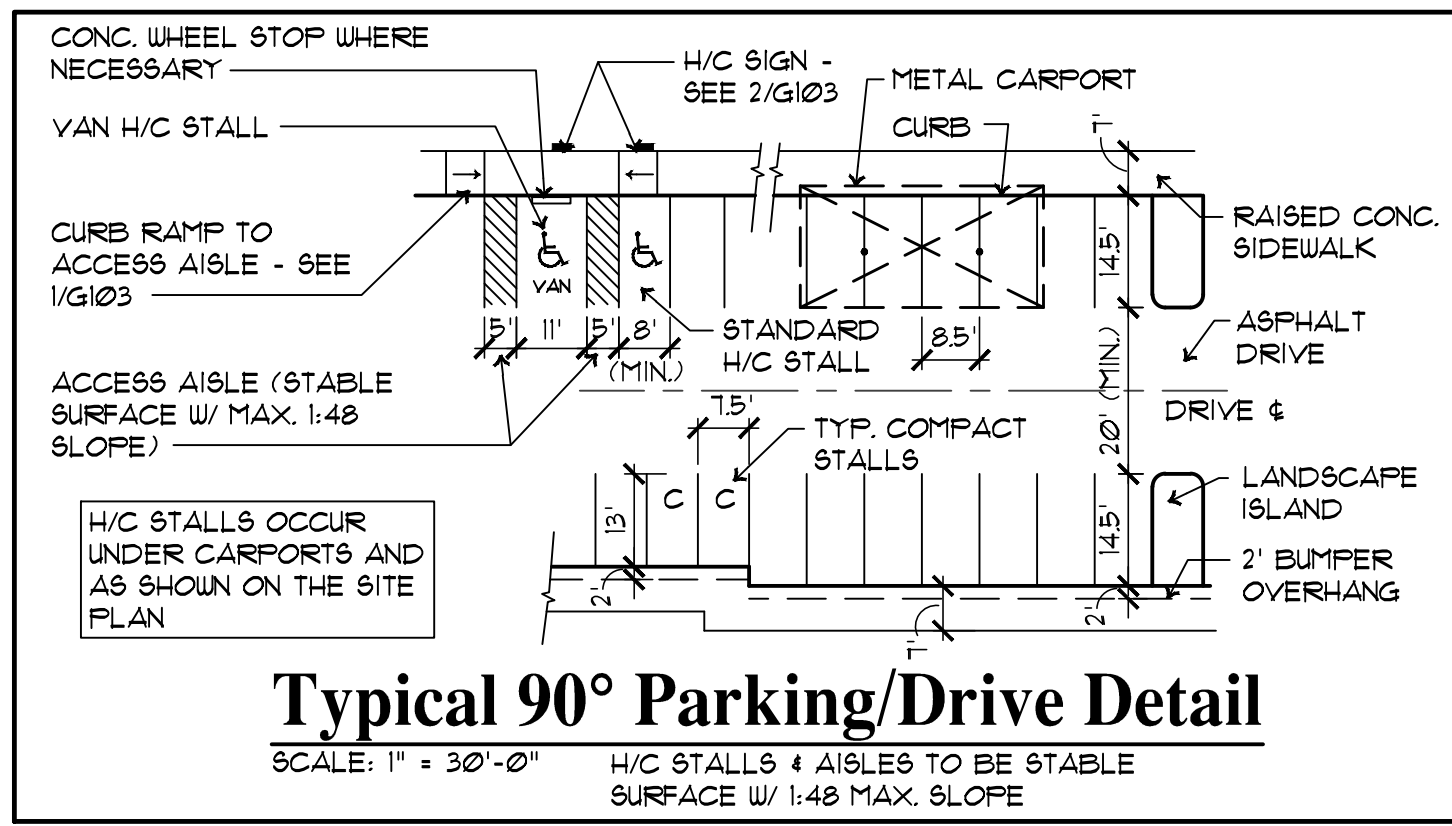 CONC. WHEEL STOP WHERE
NECESSARY
H/C SIGN -
SEE 2/G103
METAL CARPORT
VAN H/C STALL
CURB
7'
CURB RAMP TO
ACCESS AISLE - SEE
1/G103
RAISED CONC.
SIDEWALK
14.5'
VAN
5'
11'
5'
8'
(MIN.)
STANDARD
H/C STALL
8.5'
ASPHALT
DRIVE
20' (MIN.)
ACCESS AISLE (STABLE
SURFACE W/ MAX. 1:48
SLOPE)
DRIVE ℄
7.5'
TYP. COMPACT
STALLS
C
C
13'
14.5'
LANDSCAPE
ISLAND
H/C STALLS OCCUR
UNDER CARPORTS AND
AS SHOWN ON THE SITE
PLAN
2' BUMPER
OVERHANG
2'
2'
7'
Typical 90° Parking/Drive Detail
SCALE: 1" = 30'-0"
H/C STALLS & AISLES TO BE STABLE
SURFACE W/ 1:48 MAX. SLOPE